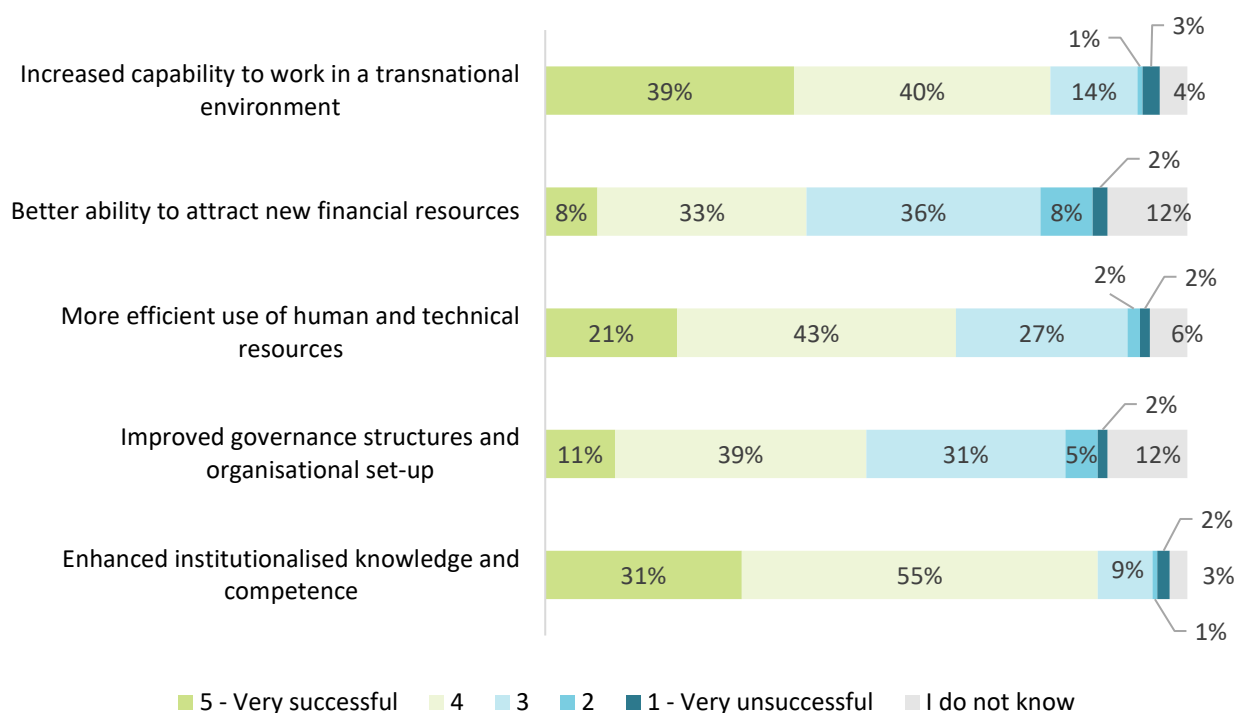 1%
3%
Increased capability to work in a transnational
environment
39%
40%
14%
4%
2%
Better ability to attract new financial resources
8%
33%
36%
8%
12%
2%
2%
More efficient use of human and technical
resources
21%
43%
27%
6%
2%
Improved governance structures and
organisational set-up
11%
39%
31%
5%
12%
2%
Enhanced institutionalised knowledge and
competence
31%
55%
9%
3%
1%
5 - Very successful
4
3
2
1 - Very unsuccessful
I do not know